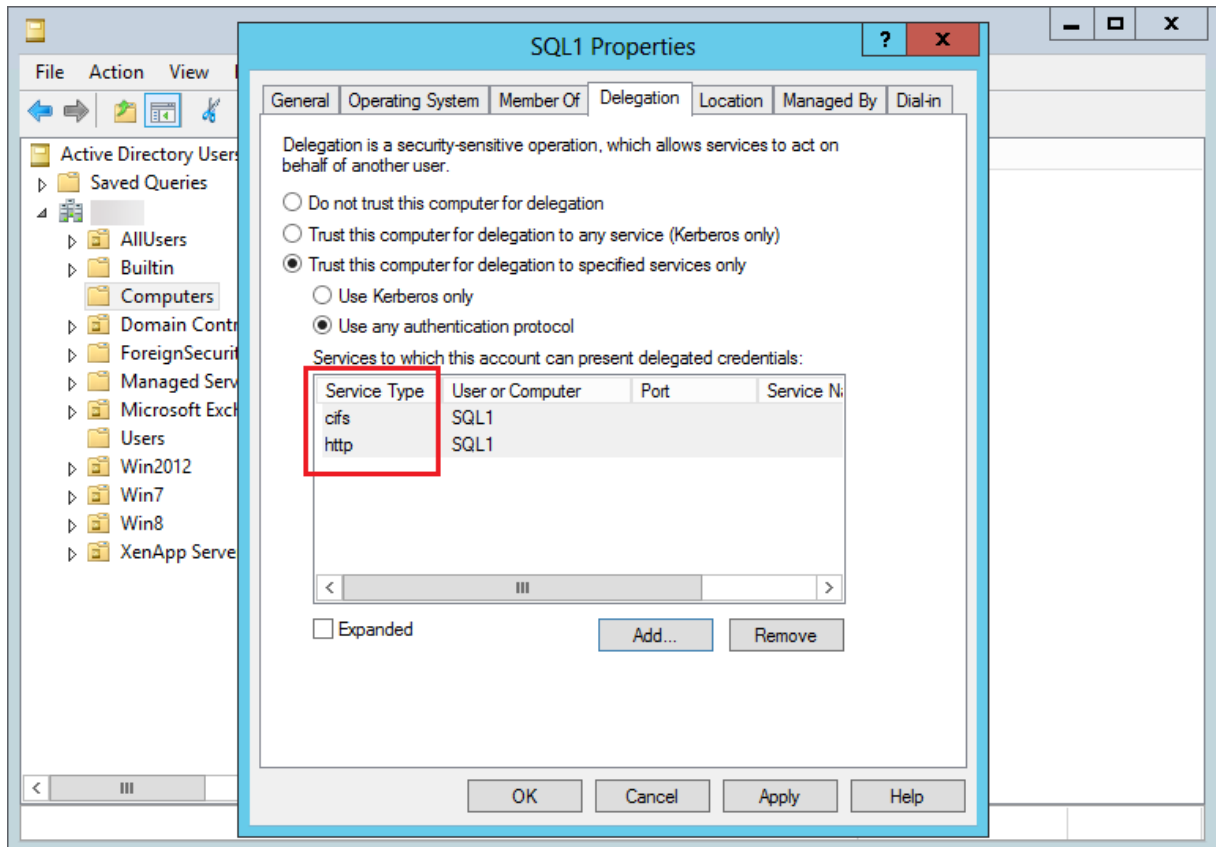 SQL1 Properties
? x
x
File Action View
General Operating System Member Of Delegation Location Managed By Dial-in
Active Directory Users
Saved Queries
AllUsers
Builtin
Computers
Domain Contr
ForeignSecurit
Managed Serv
Microsoft Excl
Users
Win2012
Win7
Win8
XenApp Serve
Delegation is a security-sensitive operation, which allows services to act on
behalf of another user.
Do not trust this computer for delegation
Trust this computer for delegation to any service (Kerberos only)
Trust this computer for delegation to specified services only
Use Kerberos only
Use any authentication protocol
Services to which this account can present delegated credentials:
Service Type User or Computer Port Service Na
cifs SQL1
http SQL1
Expanded Add... Remove
OK Cancel Apply Help